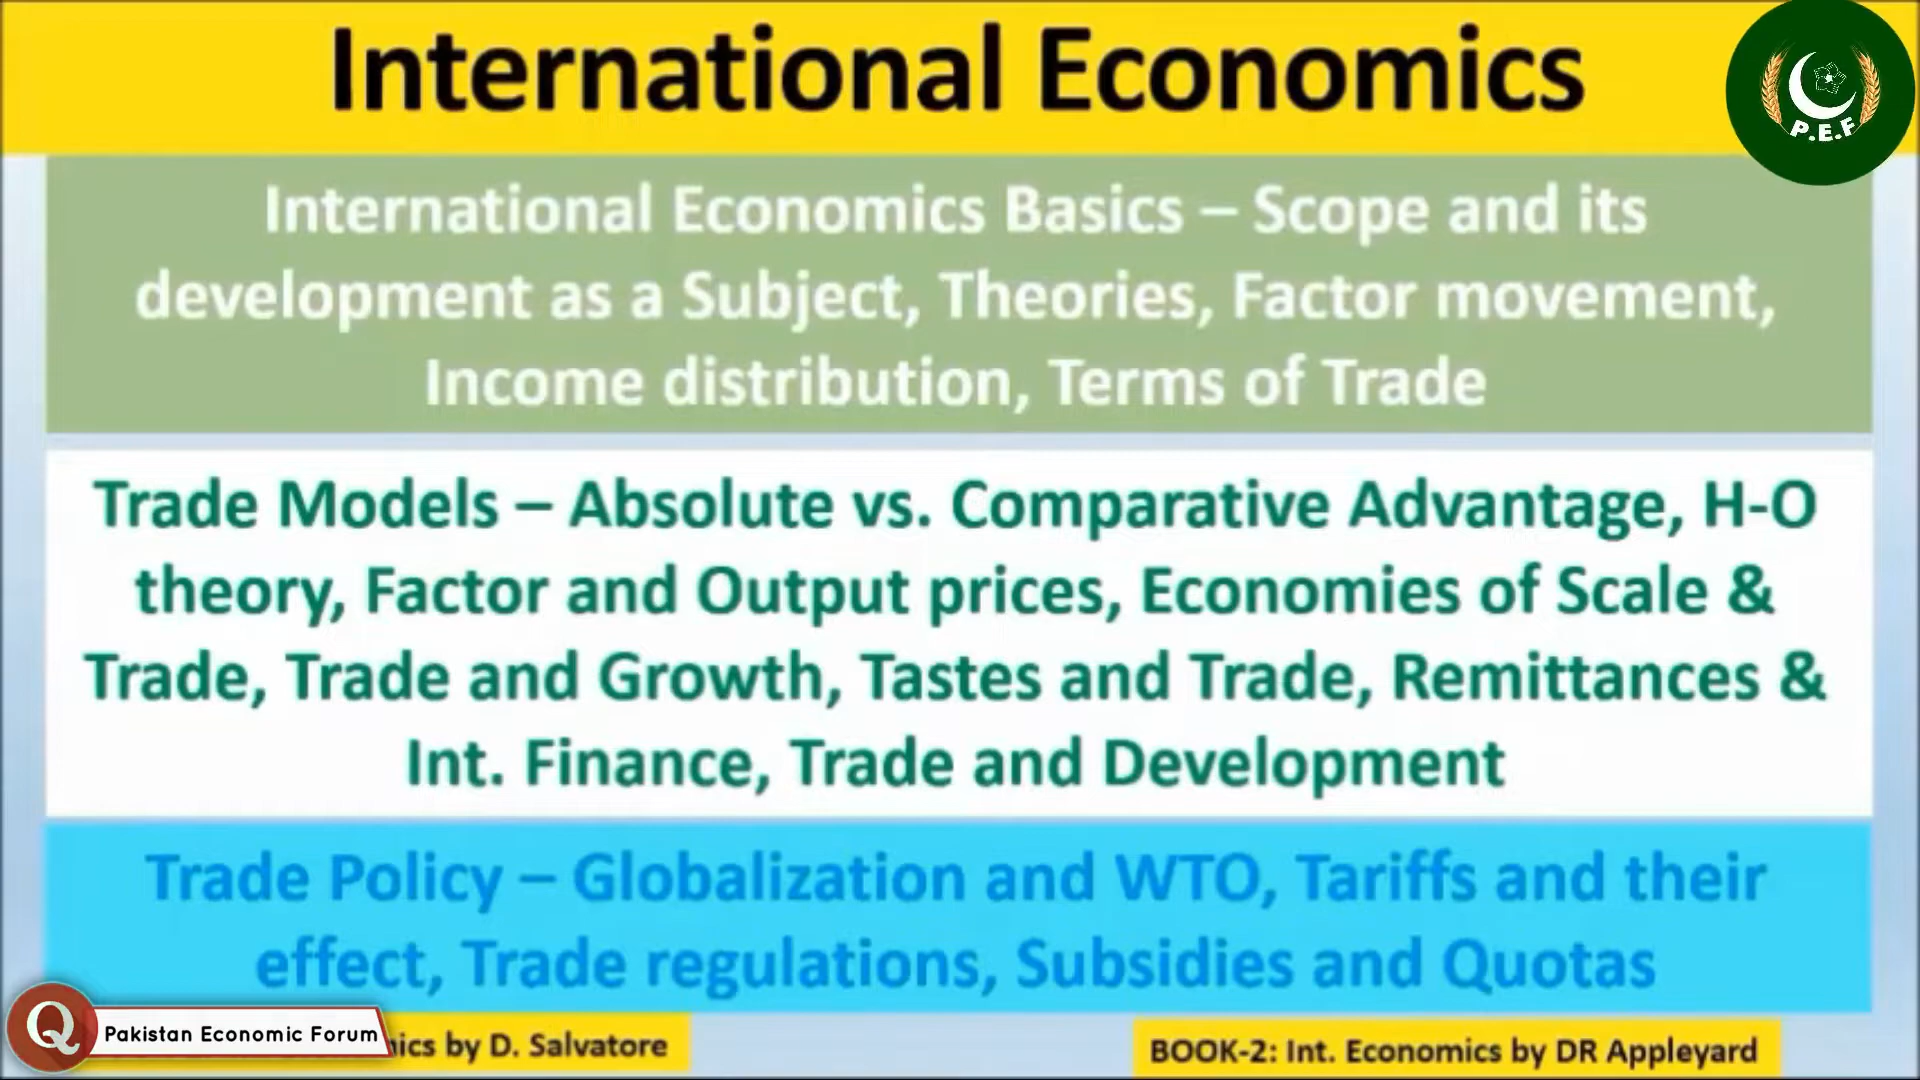 International Economics
P.E.F
International Economics Basics – Scope and its
development as a Subject, Theories, Factor movement,
Income distribution, Terms of Trade
Trade Models – Absolute vs. Comparative Advantage, H-O
theory, Factor and Output prices, Economies of Scale &
Trade, Trade and Growth, Tastes and Trade, Remittances &
Int. Finance, Trade and Development
Trade Policy – Globalization and WTO, Tariffs and their
effect, Trade regulations, Subsidies and Quotas
Q Pakistan Economic Forum
by D. Salvatore
BOOK-2: Int. Economics by DR Appleyard